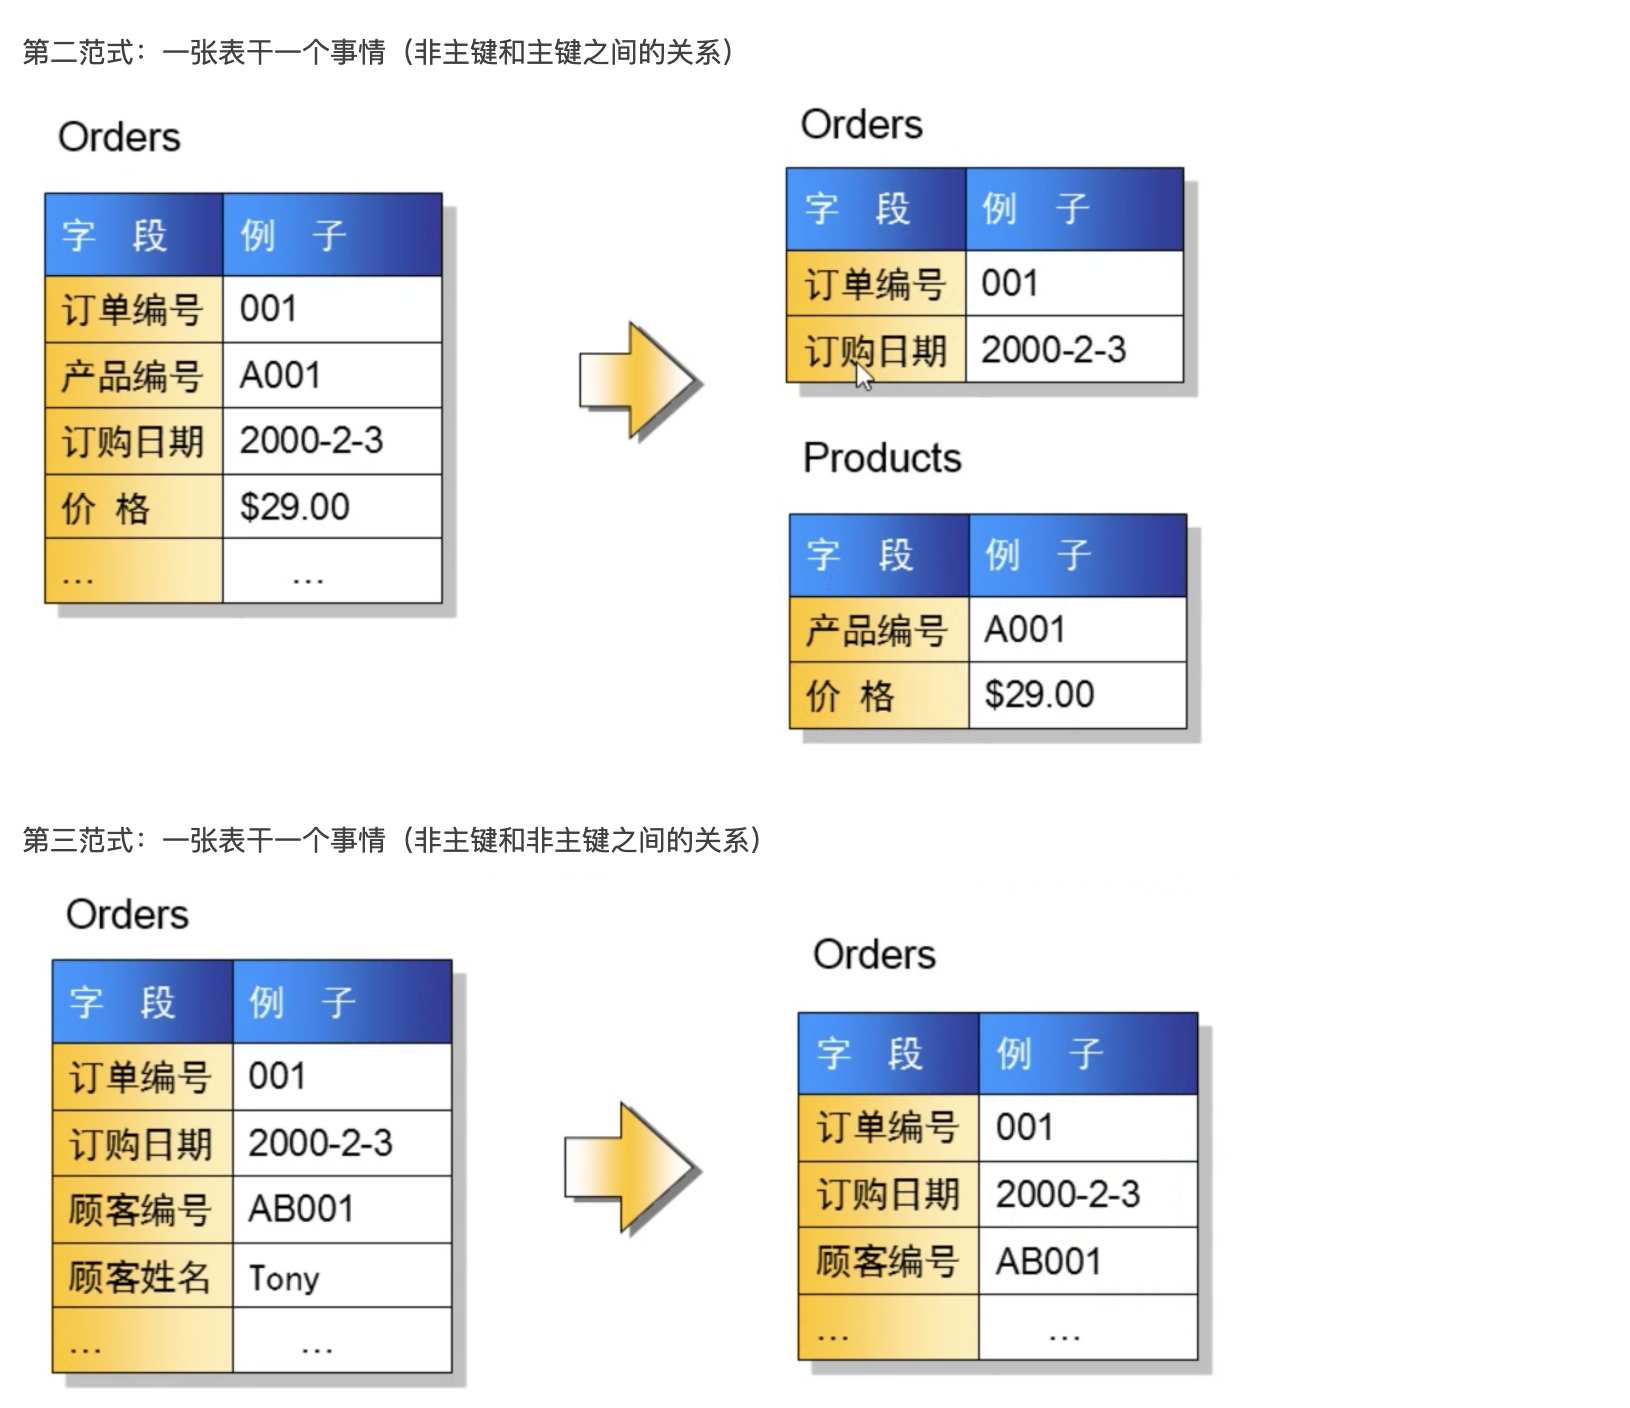 第二范式：一张表干一个事情（非主键和主键之间的关系）
Orders
字 段 例 子
订单编号 001
产品编号 A001
订购日期 2000-2-3
价 格 $29.00
... ...
Orders
字 段 例 子
订单编号 001
订购日期 2000-2-3
Products
字 段 例 子
产品编号 A001
价 格 $29.00
第三范式：一张表干一个事情（非主键和非主键之间的关系）
Orders
字 段 例 子
订单编号 001
订购日期 2000-2-3
顾客编号 AB001
顾客姓名 Tony
... ...
Orders
字 段 例 子
订单编号 001
订购日期 2000-2-3
顾客编号 AB001
... ...